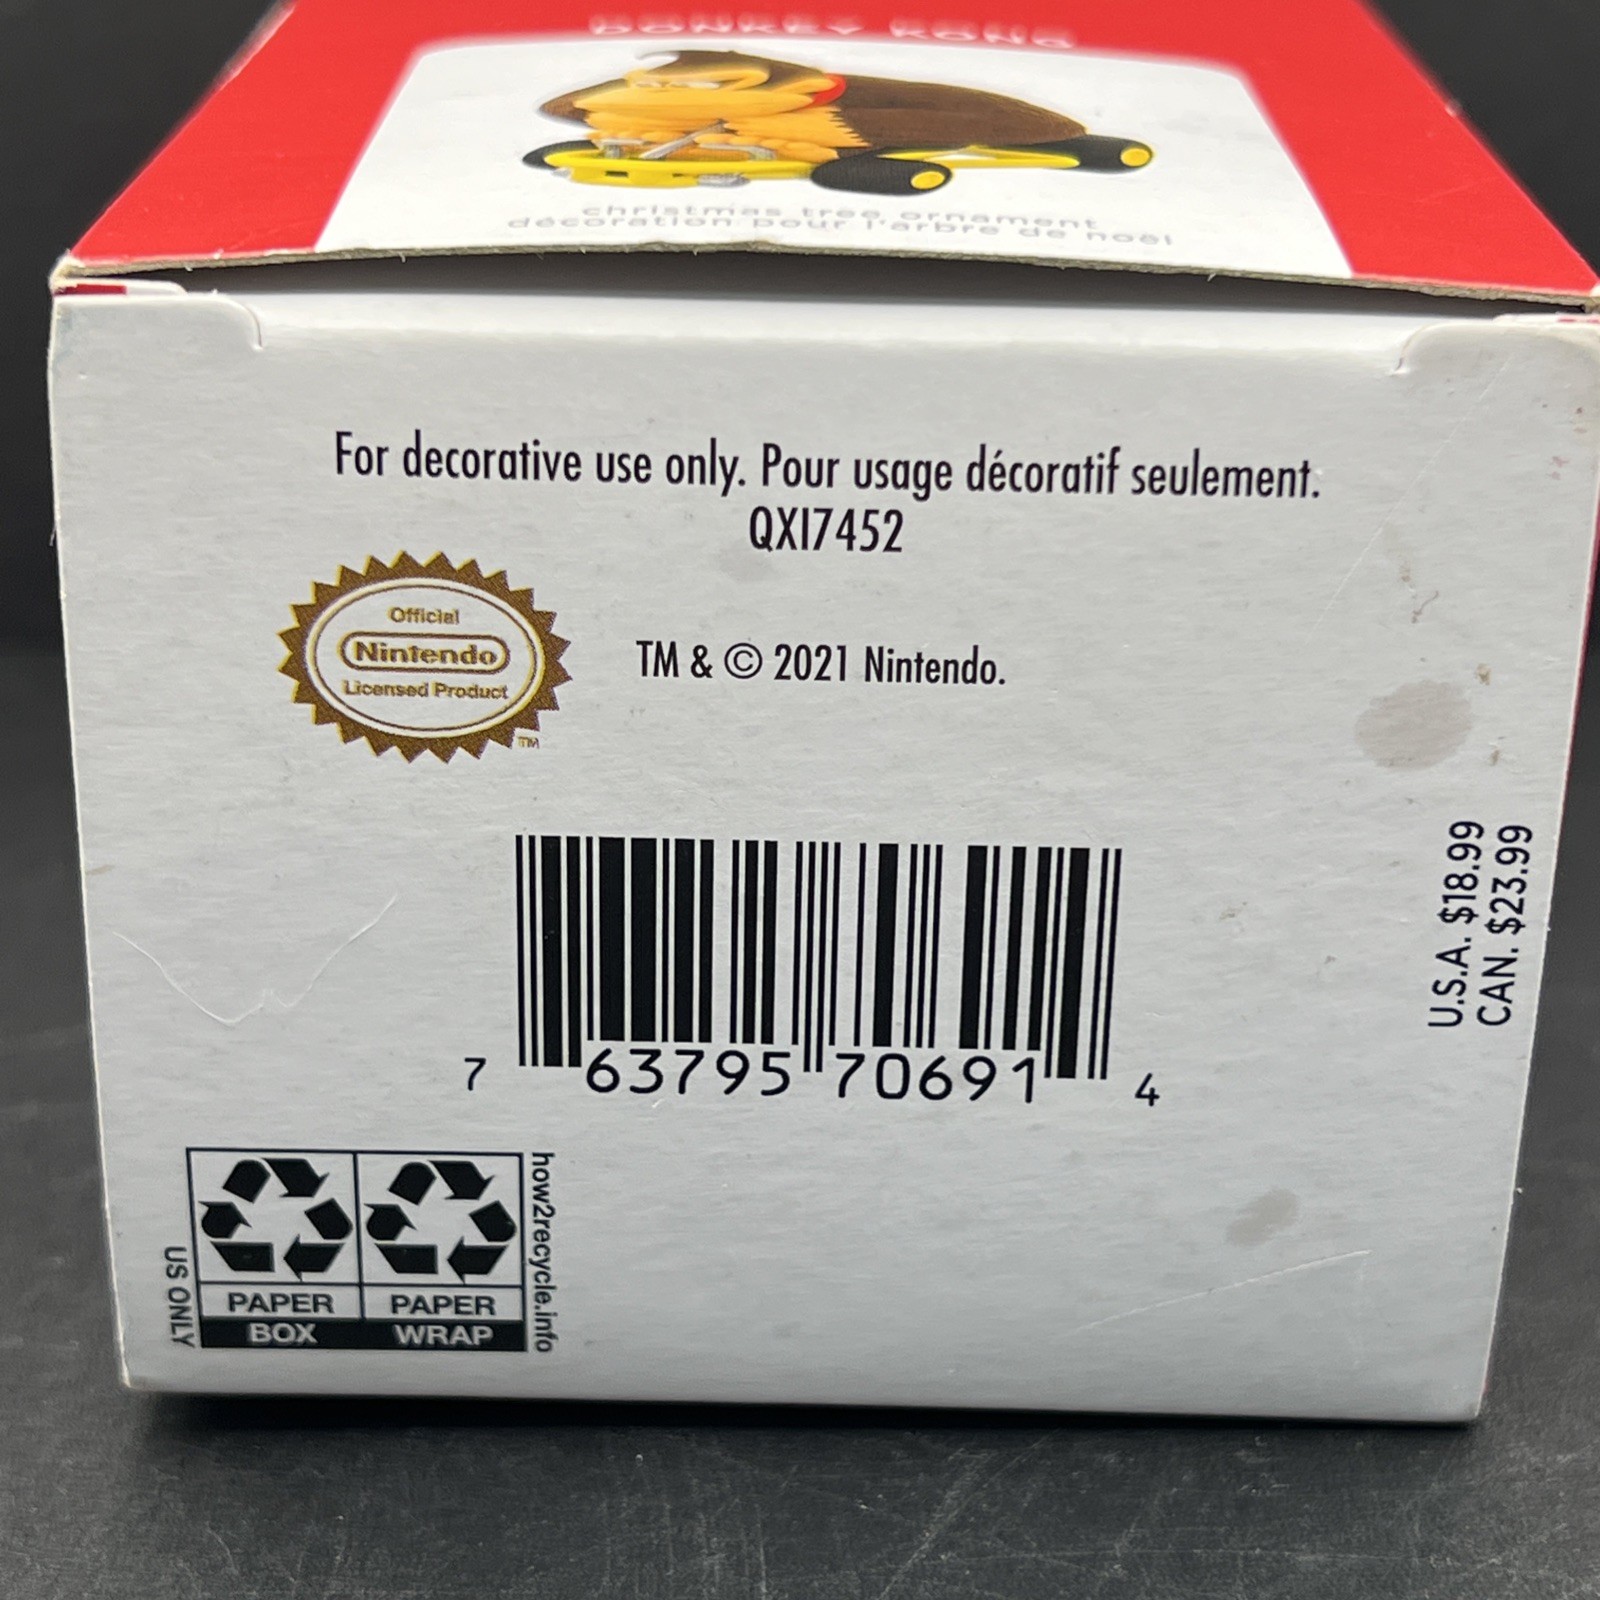 DONKEY KONG
christmas tree ornament
décoration pour l'arbre de noël
For decorative use only. Pour usage décoratif seulement.
QXI7452
Official
Nintendo
Licensed Product
TM
TM & © 2021 Nintendo.
U.S.A. $18.99
CAN. $23.99
7 63795 70691 4
US ONLY
PAPER
BOX
PAPER
WRAP
how2recycle.info